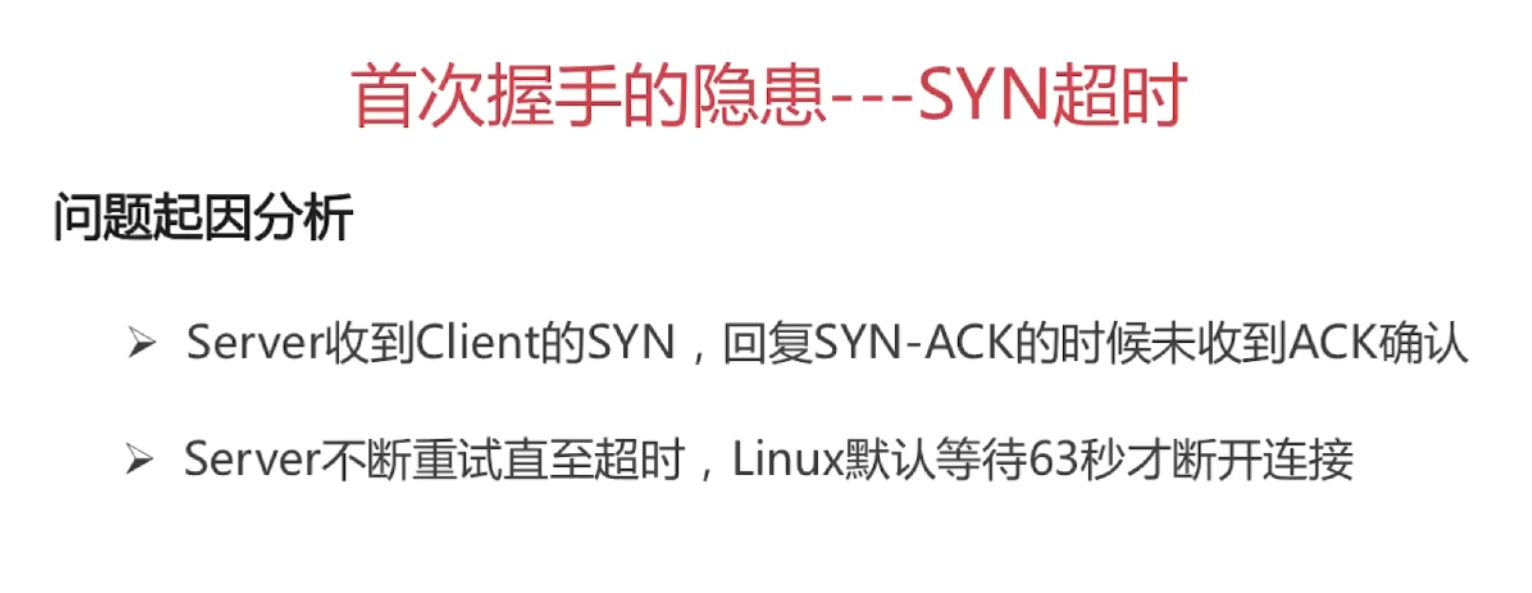 首次握手的隐患---SYN超时
问题起因分析
➢ Server收到Client的SYN，回复SYN-ACK的时候未收到ACK确认
➢ Server不断重试直至超时，Linux默认等待63秒才断开连接